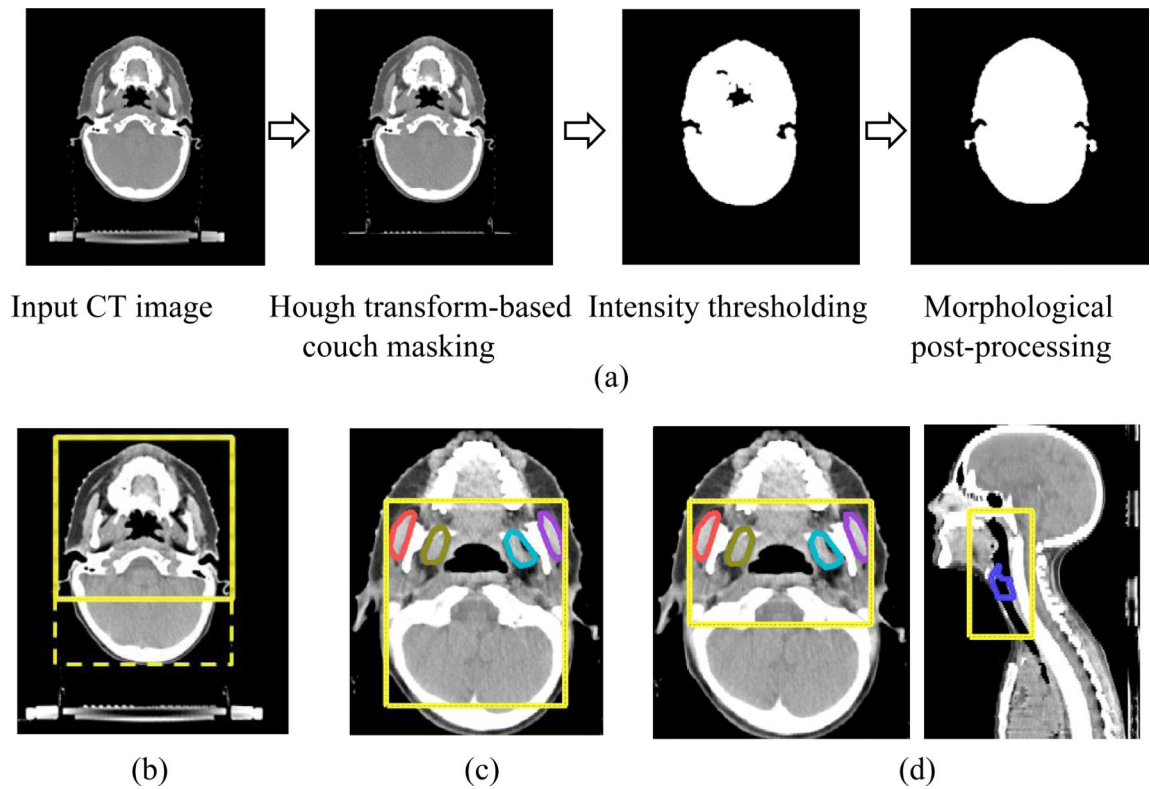 Input CT image
Hough transform-based
couch masking
Intensity thresholding
Morphological
post-processing
(a)
(b)
(c)
(d)